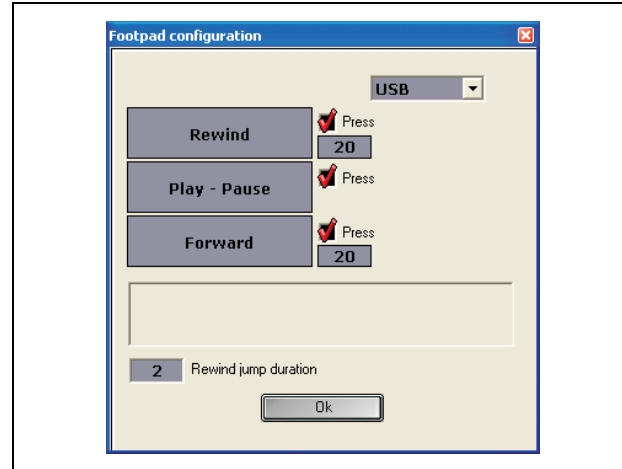 Footpad configuration
USB
Rewind
Press
20
Play - Pause
Press
Forward
Press
20
2 Rewind jump duration
Ok